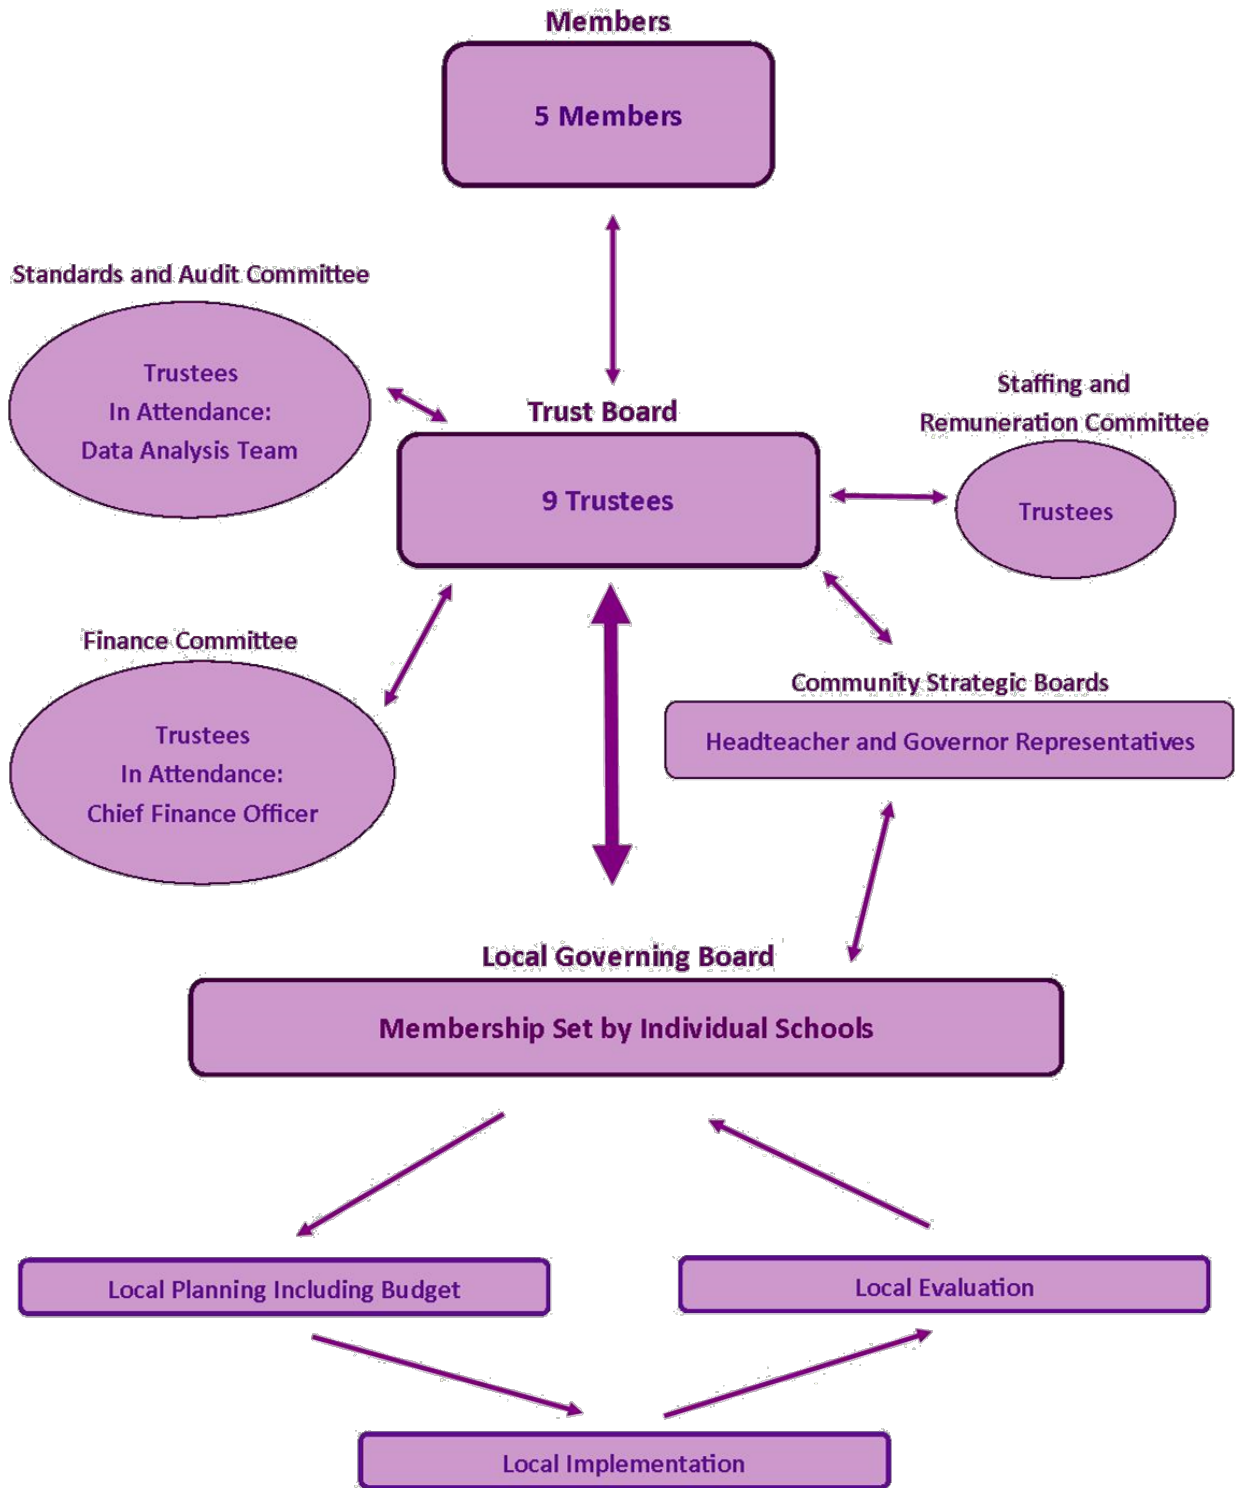 Members
5 Members
Standards and Audit Committee
Trustees
In Attendance:
Data Analysis Team
Trust Board
9 Trustees
Staffing and
Remuneration Committee
Trustees
Finance Committee
Trustees
In Attendance:
Chief Finance Officer
Community Strategic Boards
Headteacher and Governor Representatives
Local Governing Board
Membership Set by Individual Schools
Local Planning Including Budget
Local Evaluation
Local Implementation